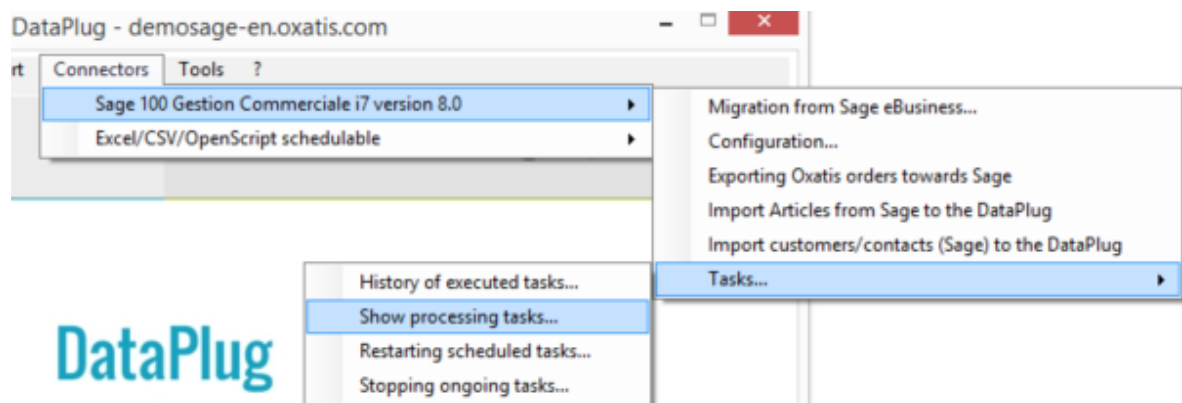 DataPlug - demosage-en.oxatis.com
rt Connectors Tools ?
Sage 100 Gestion Commerciale i7 version 8.0
Excel/CSV/OpenScript schedulable
Migration from Sage eBusiness...
Configuration...
Exporting Oxatis orders towards Sage
Import Articles from Sage to the DataPlug
Import customers/contacts (Sage) to the DataPlug
Tasks...
History of executed tasks...
Show processing tasks...
Restarting scheduled tasks...
Stopping ongoing tasks...
DataPlug